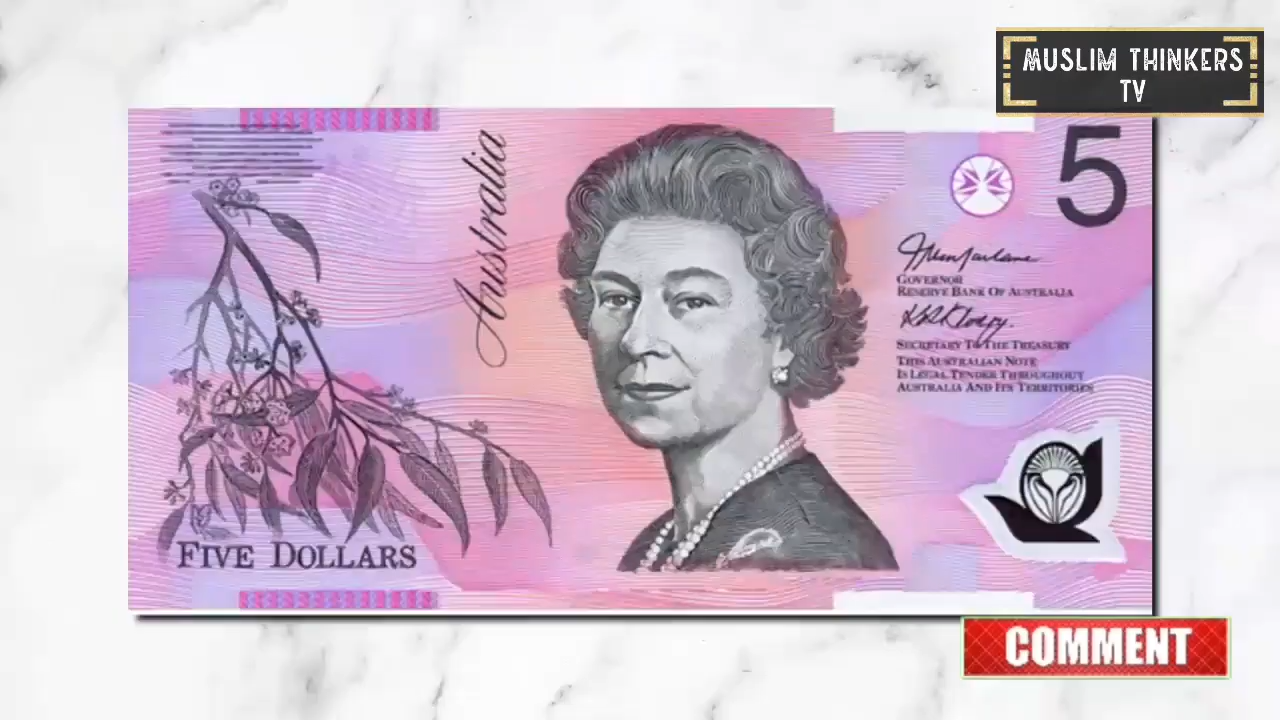 MUSLIM THINKERS
TV
Australia
5
GOVERNOR
RESERVE BANK OF AUSTRALIA
SECRETARY TO THE TREASURY
THIS AUSTRALIAN NOTE
IS LEGAL TENDER THROUGHOUT
AUSTRALIA AND ITS TERRITORIES
FIVE DOLLARS
COMMENT